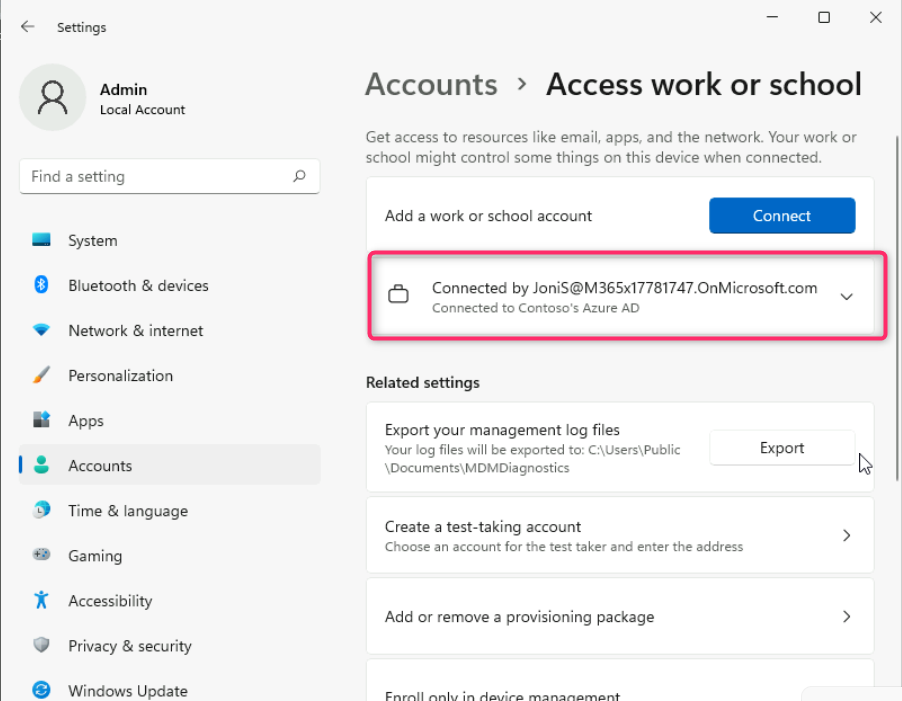 Settings
Admin
Local Account
Find a setting
System
Bluetooth & devices
Network & internet
Personalization
Apps
Accounts
Time & language
Gaming
Accessibility
Privacy & security
Windows Update
Accounts > Access work or school
Get access to resources like email, apps, and the network. Your work or
school might control some things on this device when connected.
Add a work or school account
Connect
Connected by JoniS@M365x17781747.OnMicrosoft.com
Connected to Contoso's Azure AD
Related settings
Export your management log files
Your log files will be exported to: C:\Users\Public
\Documents\MDMDiagnostics
Export
Create a test-taking account
Choose an account for the test taker and enter the address
Add or remove a provisioning package
Enroll only in device management